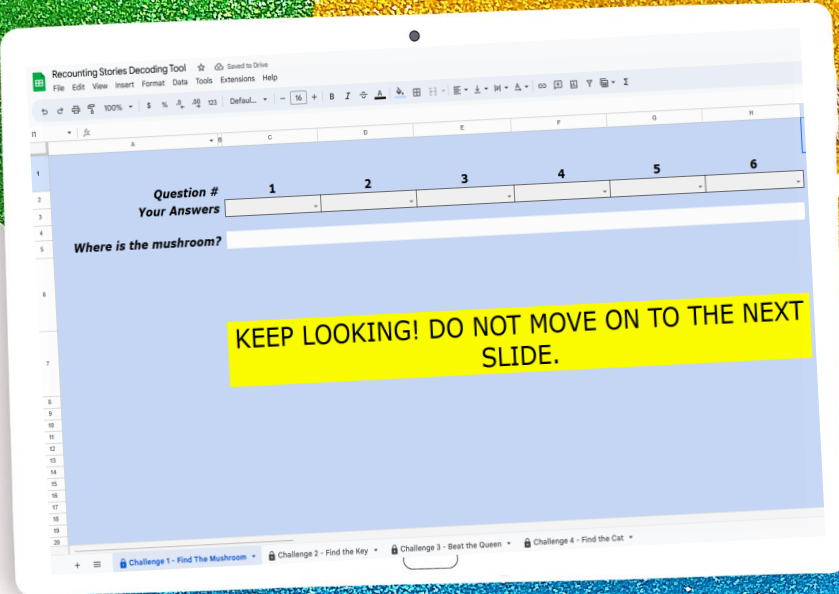 Recounting Stories Decoding Tool Saved to Drive
File Edit View Insert Format Data Tools Extensions Help
100% $ % .0 .00 123 Defaul... - 16 + B I A
I1 fx
A B C D E F G H
1
2 Question # 1 2 3 4 5 6
3 Your Answers
4
5 Where is the mushroom?
6
KEEP LOOKING! DO NOT MOVE ON TO THE NEXT
7 SLIDE.
8
9
10
11
12
13
14
15
16
17
18
19
20
+ Challenge 1 - Find The Mushroom Challenge 2 - Find the Key Challenge 3 - Beat the Queen Challenge 4 - Find the Cat